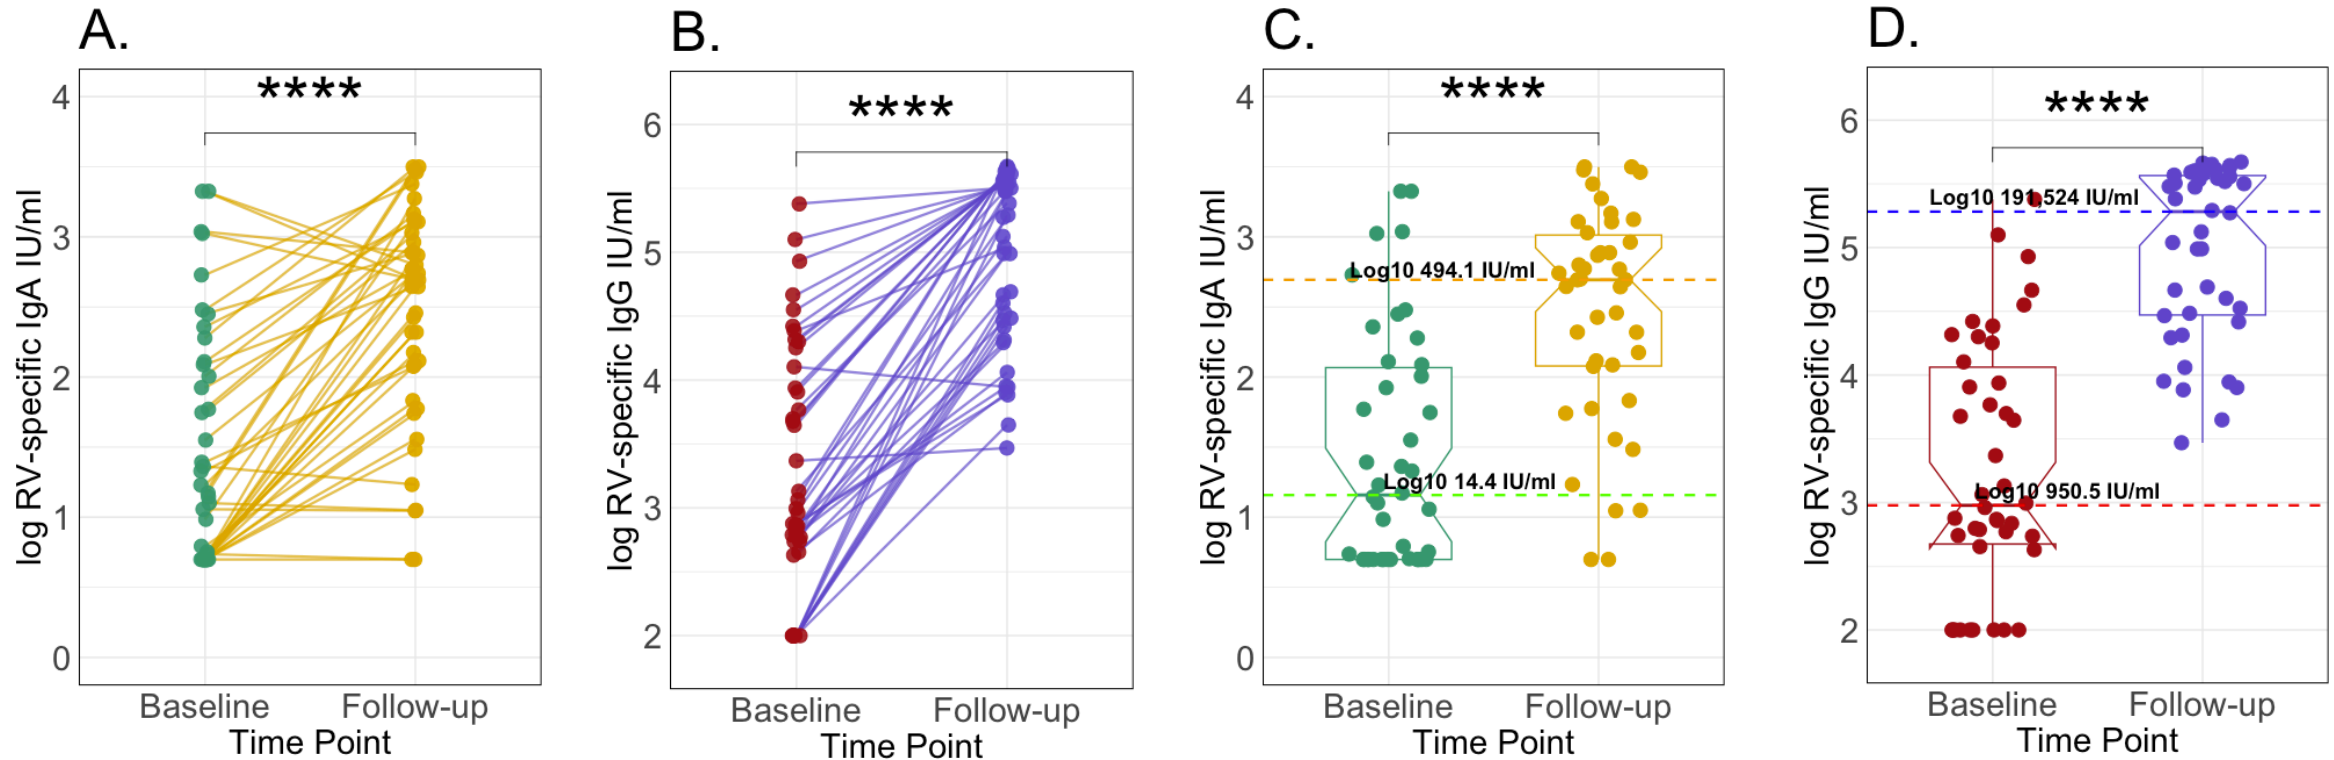 A.
****
4
3
2
1
0
log RV-specific IgA IU/ml
Baseline
Follow-up
Time Point
B.
****
6
5
4
3
2
log RV-specific IgG IU/ml
Baseline
Follow-up
Time Point
C.
****
4
3
2
1
0
log RV-specific IgA IU/ml
Log10 494.1 IU/ml
Log10 14.4 IU/ml
Baseline
Follow-up
Time Point
D.
****
6
5
4
3
2
log RV-specific IgG IU/ml
Log10 191,524 IU/ml
Log10 950.5 IU/ml
Baseline
Follow-up
Time Point